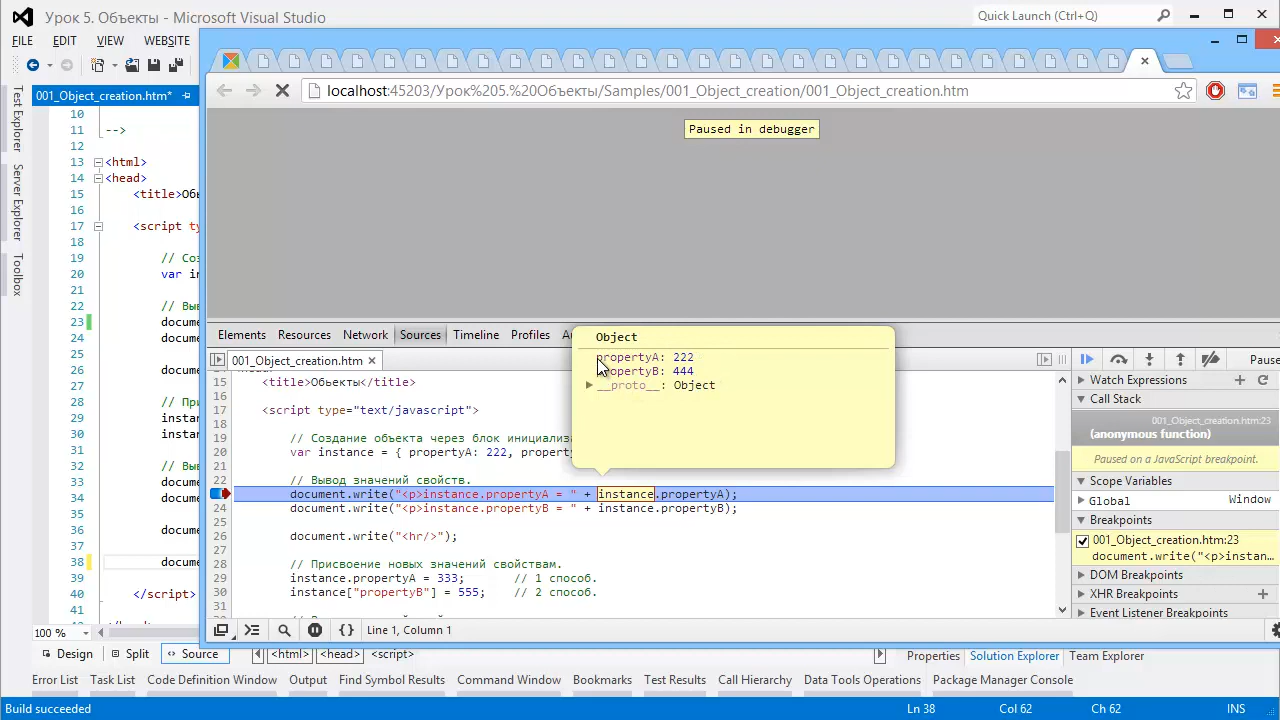 Урок 5. Объекты - Microsoft Visual Studio
Quick Launch (Ctrl+Q)
FILE EDIT VIEW WEBSITE
001_Object_creation.htm*
Test Explorer
Server Explorer
Toolbox
10
11 -->
12
13 <html>
14 <head>
15 <title>Объ
16
17 <script ty
18
19 // Соз
20 var in
21
22 // Выв
23 docume
24 docume
25
26 docume
27
28 // При
29 instan
30 instan
31
32 // Выв
33 docume
34 docume
35
36 docume
37
38 docume
39
40 </script>
41
100 %
localhost:45203/Урок%205.%20Объекты/Samples/001_Object_creation/001_Object_creation.htm
Paused in debugger
Elements Resources Network Sources Timeline Profiles
001_Object_creation.htm
Object
propertyA: 222
propertyB: 444
__proto__: Object
15 <title>Объекты</title>
16
17 <script type="text/javascript">
18
19 // Создание объекта через блок инициализа
20 var instance = { propertyA: 222, propert
21
22 // Вывод значений свойств.
document.write("<p>instance.propertyA = " + instance.propertyA);
24 document.write("<p>instance.propertyB = " + instance.propertyB);
25
26 document.write("<hr/>");
27
28 // Присвоение новых значений свойствам.
29 instance.propertyA = 333; // 1 способ.
30 instance["propertyB"] = 555; // 2 способ.
31
{ } Line 1, Column 1
Pause
Watch Expressions
Call Stack
001_Object_creation.htm:23
(anonymous function)
Paused on a JavaScript breakpoint.
Scope Variables
Global Window
Breakpoints
001_Object_creation.htm:23
document.write("<p>instan...
DOM Breakpoints
XHR Breakpoints
Event Listener Breakpoints
Design Split Source <html> <head> <script>
Properties Solution Explorer Team Explorer
Error List Task List Code Definition Window Output Find Symbol Results Command Window Bookmarks Test Results Call Hierarchy Data Tools Operations Package Manager Console
Build succeeded Ln 38 Col 62 Ch 62 INS